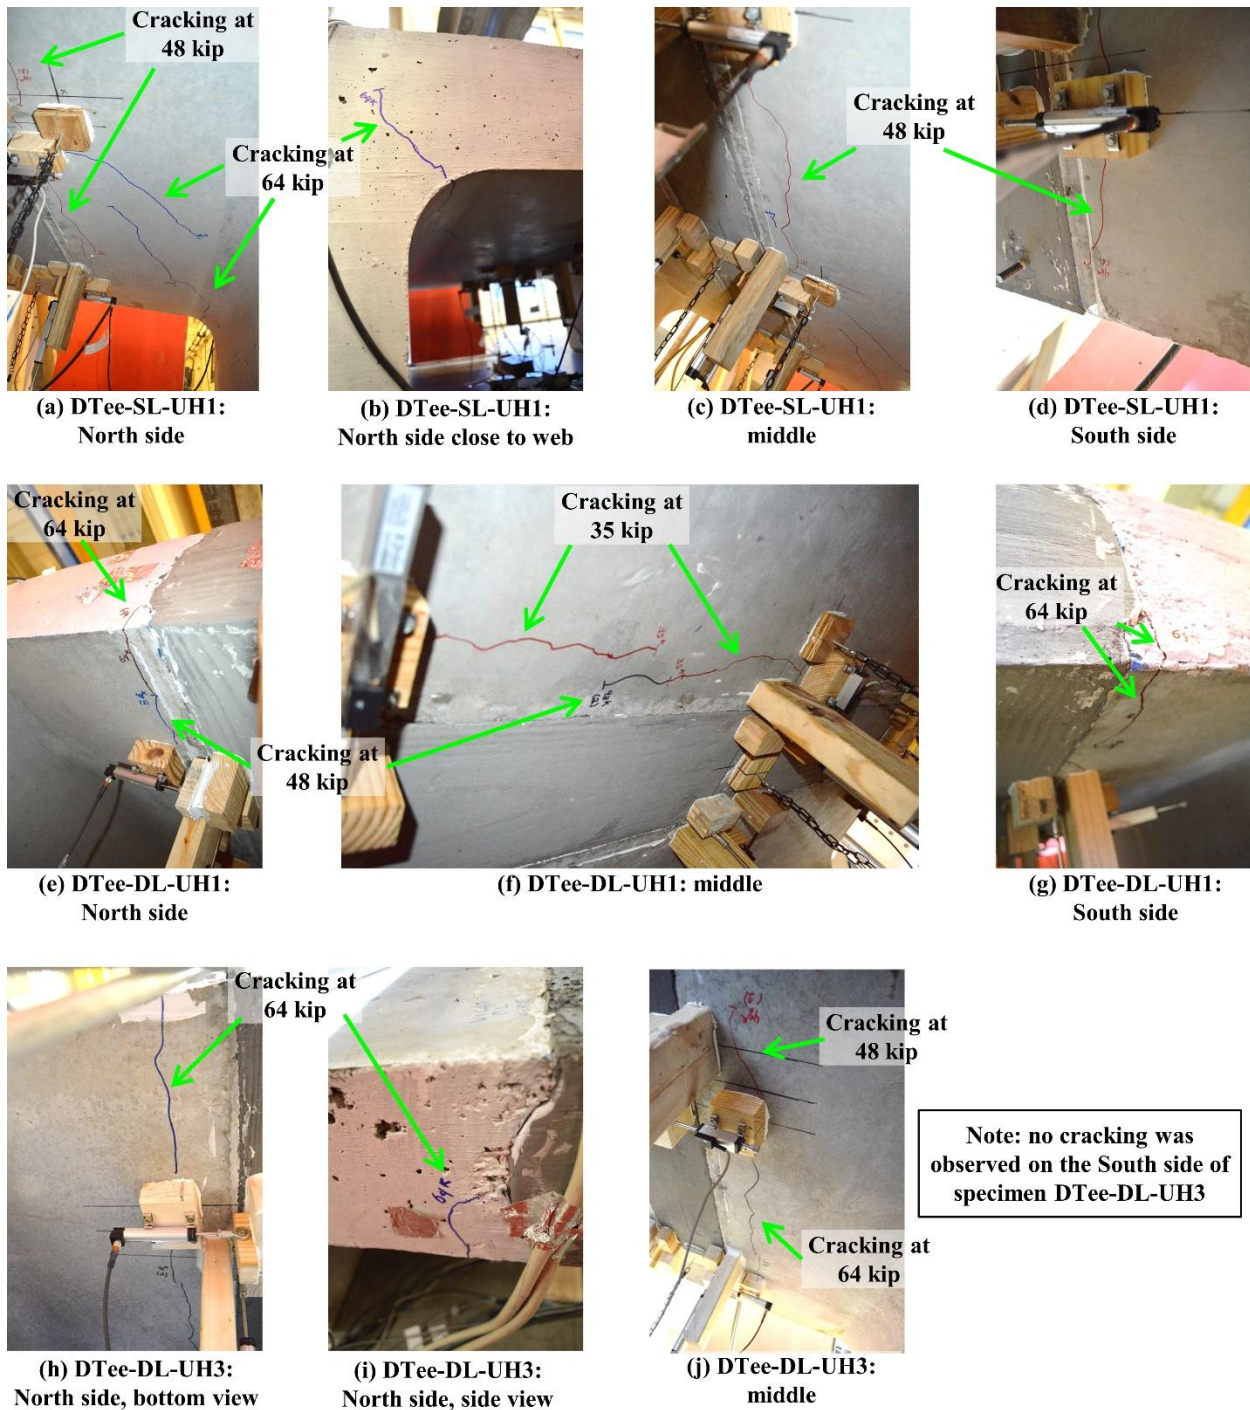 Cracking at
48 kip
Cracking at
64 kip
Cracking at
48 kip
64K
(a) DTee-SL-UH1:
North side
(b) DTee-SL-UH1:
North side close to web
(c) DTee-SL-UH1:
middle
(d) DTee-SL-UH1:
South side
Cracking at
64 kip
Cracking at
35 kip
Cracking at
64 kip
35K
35K
48K
Cracking at
48 kip
(e) DTee-DL-UH1:
North side
(f) DTee-DL-UH1: middle
(g) DTee-DL-UH1:
South side
Cracking at
64 kip
64K
Cracking at
48 kip
Cracking at
64 kip
Note: no cracking was
observed on the South side of
specimen DTee-DL-UH3
(h) DTee-DL-UH3:
North side, bottom view
(i) DTee-DL-UH3:
North side, side view
(j) DTee-DL-UH3:
middle